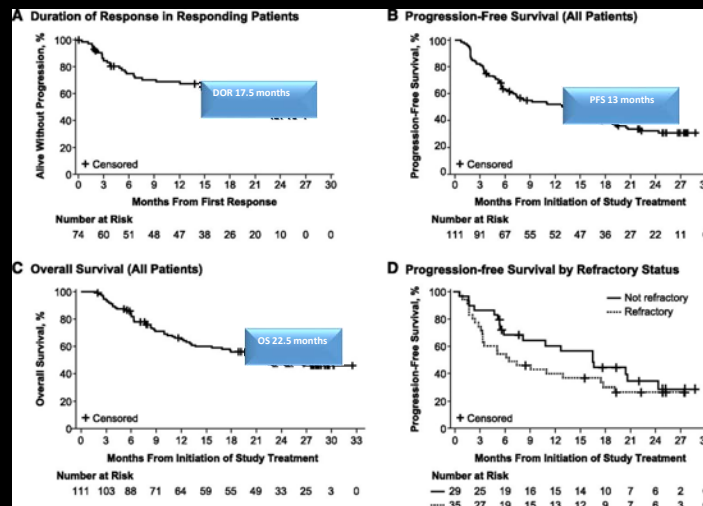 A Duration of Response in Responding Patients
Alive Without Progression, %
100
80
60
40
20
0
DOR 17.5 months
+ Censored
0 3 6 9 12 15 18 21 24 27 30
Months From First Response
Number at Risk
74 60 51 48 47 38 26 20 10 0 0
B Progression-Free Survival (All Patients)
Progression-Free Survival, %
100
80
60
40
20
PFS 13 months
+ Censored
0 3 6 9 12 15 18 21 24 27
Months From Initiation of Study Treatment
Number at Risk
111 91 67 55 52 47 36 27 22 11
C Overall Survival (All Patients)
Overall Survival, %
100
80
60
40
20
0
OS 22.5 months
+ Censored
0 3 6 9 12 15 18 21 24 27 30 33
Months From Initiation of Study Treatment
Number at Risk
111 103 88 71 64 59 55 49 33 25 3 0
D Progression-free Survival by Refractory Status
Progression-Free Survival, %
100
80
60
40
20
0
Not refractory
Refractory
+ Censored
0 3 6 9 12 15 18 21 24 27
Months From Initiation of Study Treatment
Number at Risk
29 25 19 16 15 14 10 7 6 2
35 27 19 15 13 12 9 7 6 3